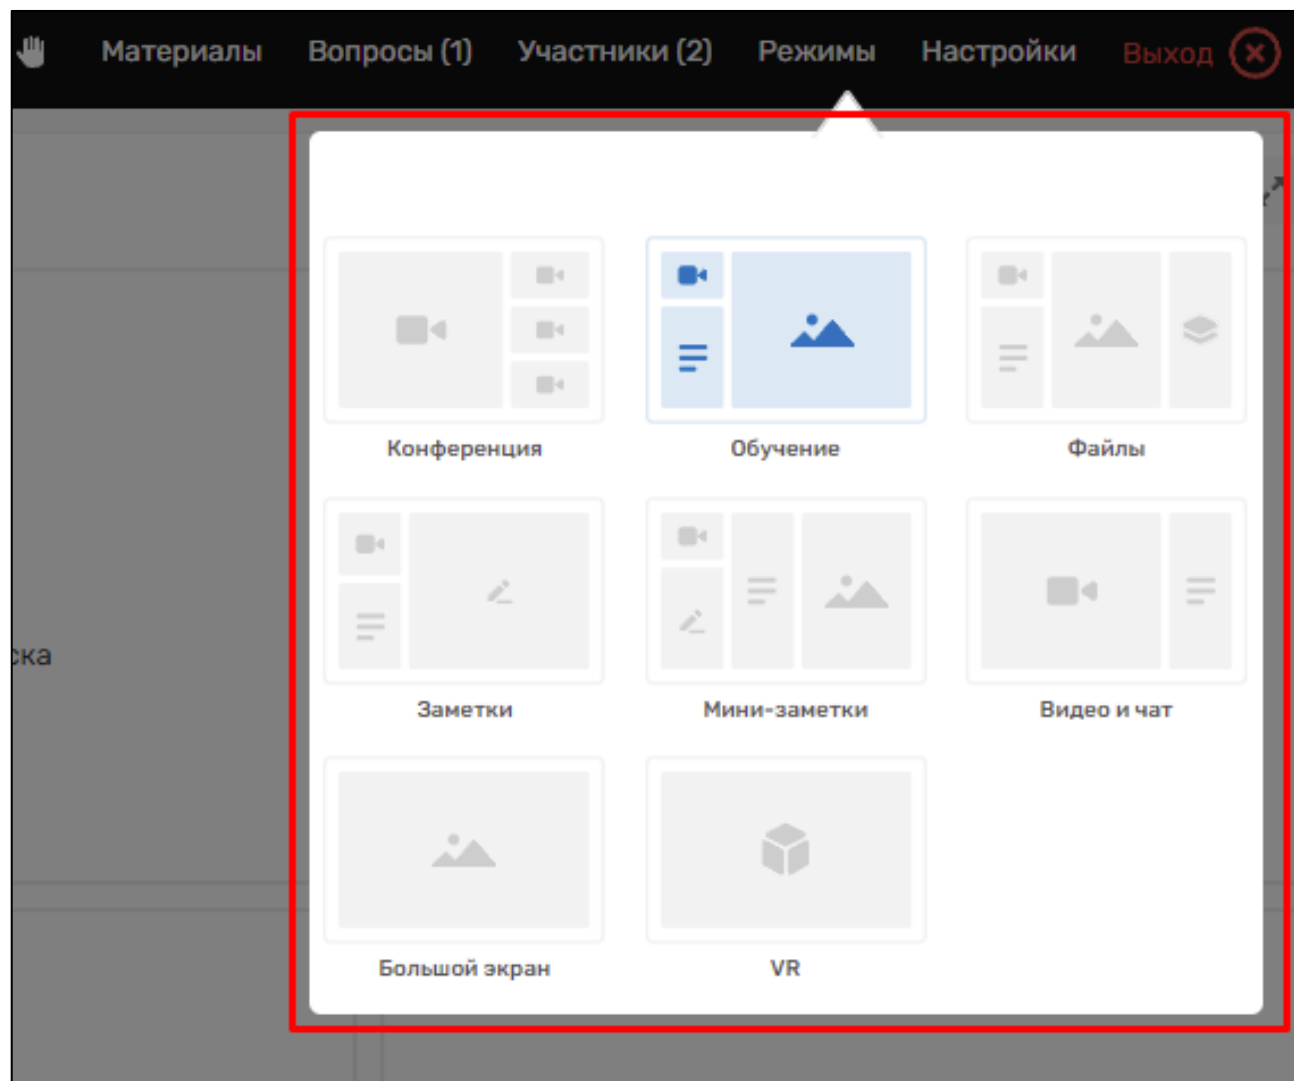 Материалы Вопросы (1) Участники (2) Режимы Настройки Выход
Конференция Обучение Файлы
ска
Заметки Мини-заметки Видео и чат
Большой экран VR